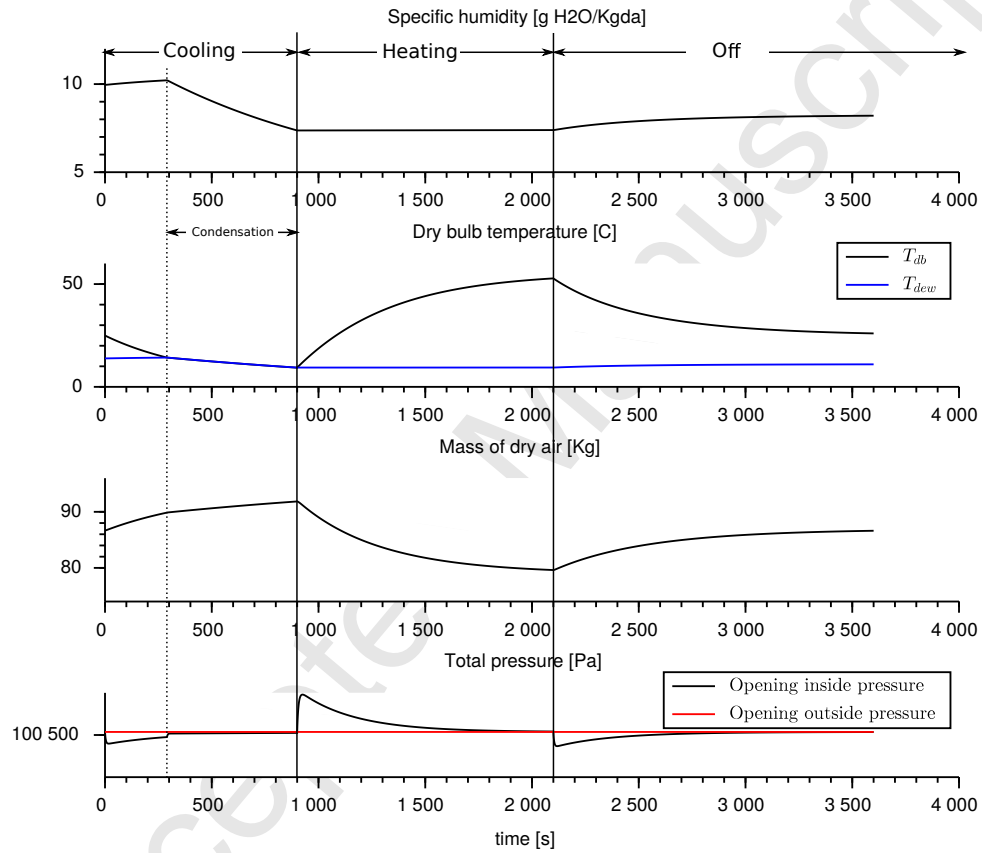 Specific humidity [g H2O/Kgda]
Cooling Heating Off
10
5
0 500 1 000 1 500 2 000 2 500 3 000 3 500 4 000
Condensation
Dry bulb temperature [C]
T_db
T_dew
50
0
0 500 1 000 1 500 2 000 2 500 3 000 3 500 4 000
Mass of dry air [Kg]
90
80
0 500 1 000 1 500 2 000 2 500 3 000 3 500 4 000
Total pressure [Pa]
Opening inside pressure
Opening outside pressure
100 500
0 500 1 000 1 500 2 000 2 500 3 000 3 500 4 000
time [s]